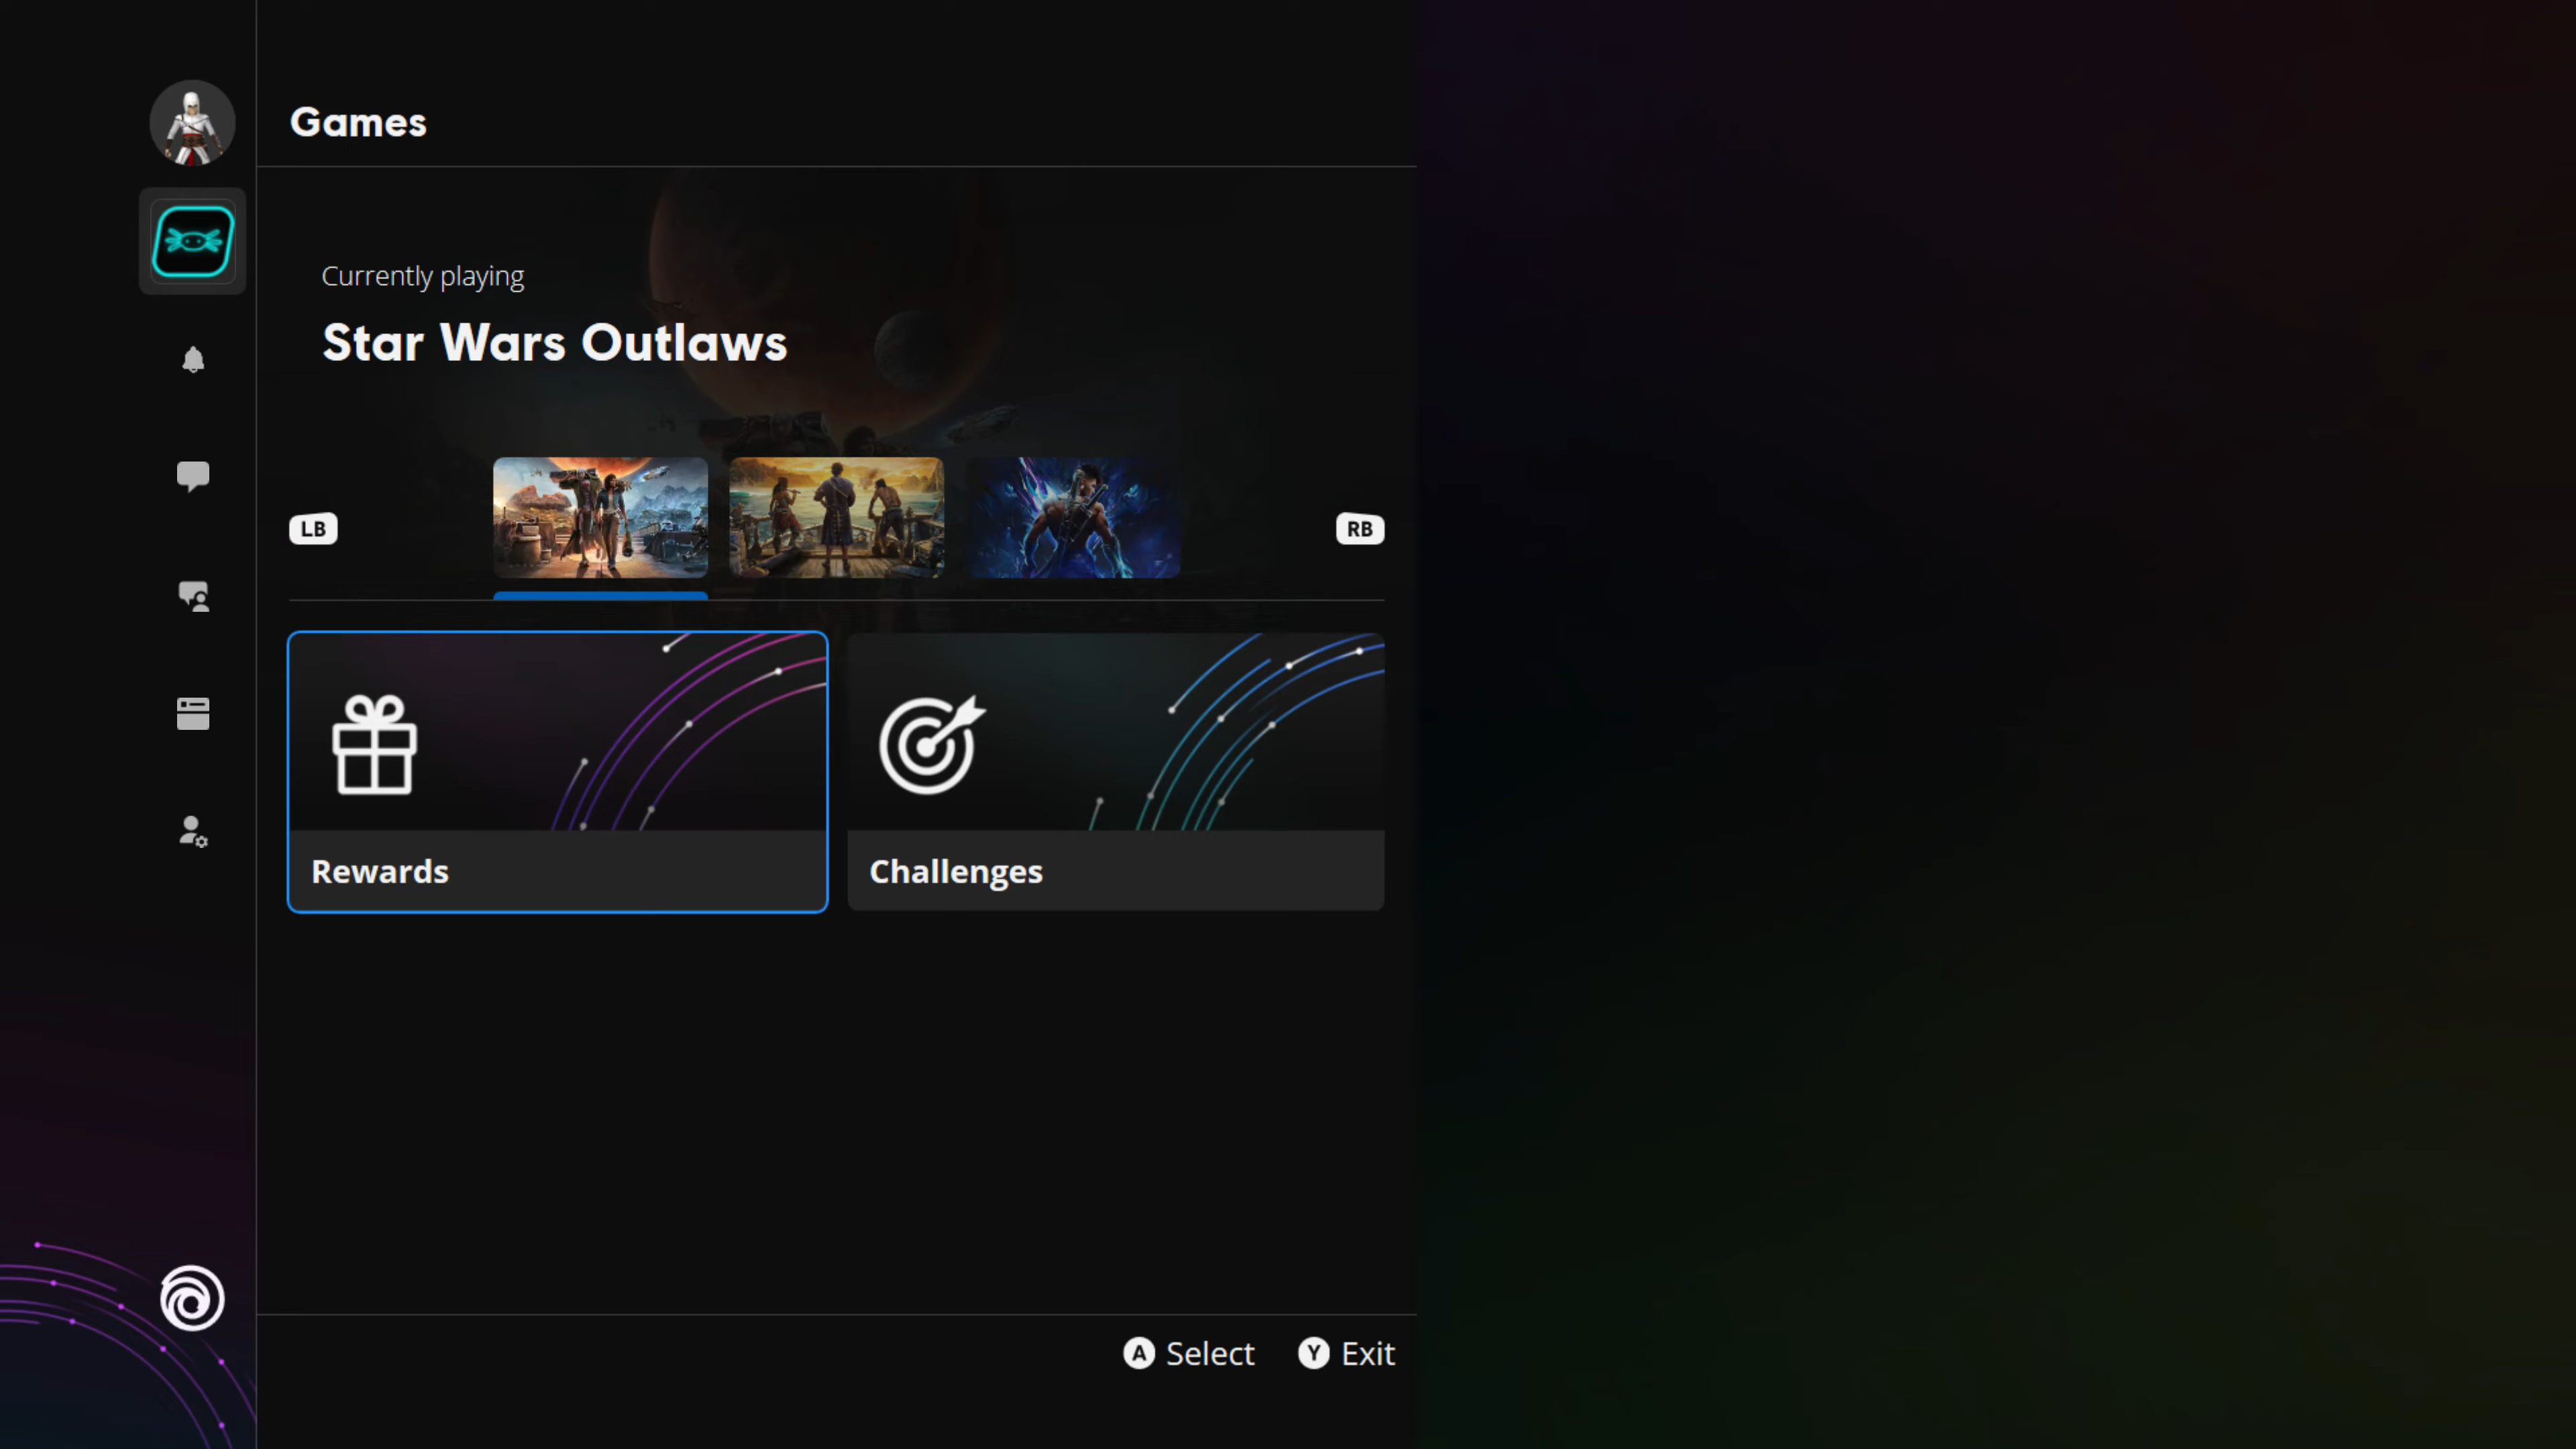 Games
Currently playing
Star Wars Outlaws
LB
RB
Rewards
Challenges
A Select
Y Exit